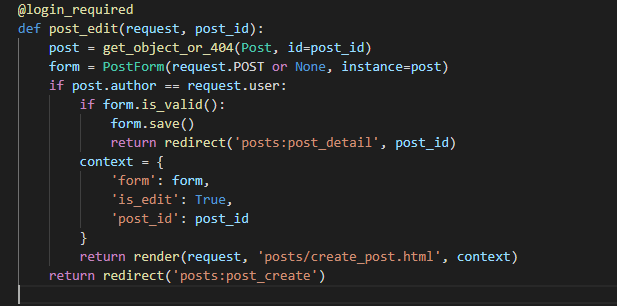 @login_required
def post_edit(request, post_id):
    post = get_object_or_404(Post, id=post_id)
    form = PostForm(request.POST or None, instance=post)
    if post.author == request.user:
        if form.is_valid():
            form.save()
            return redirect('posts:post_detail', post_id)
        context = {
            'form': form,
            'is_edit': True,
            'post_id': post_id
        }
        return render(request, 'posts/create_post.html', context)
    return redirect('posts:post_create')